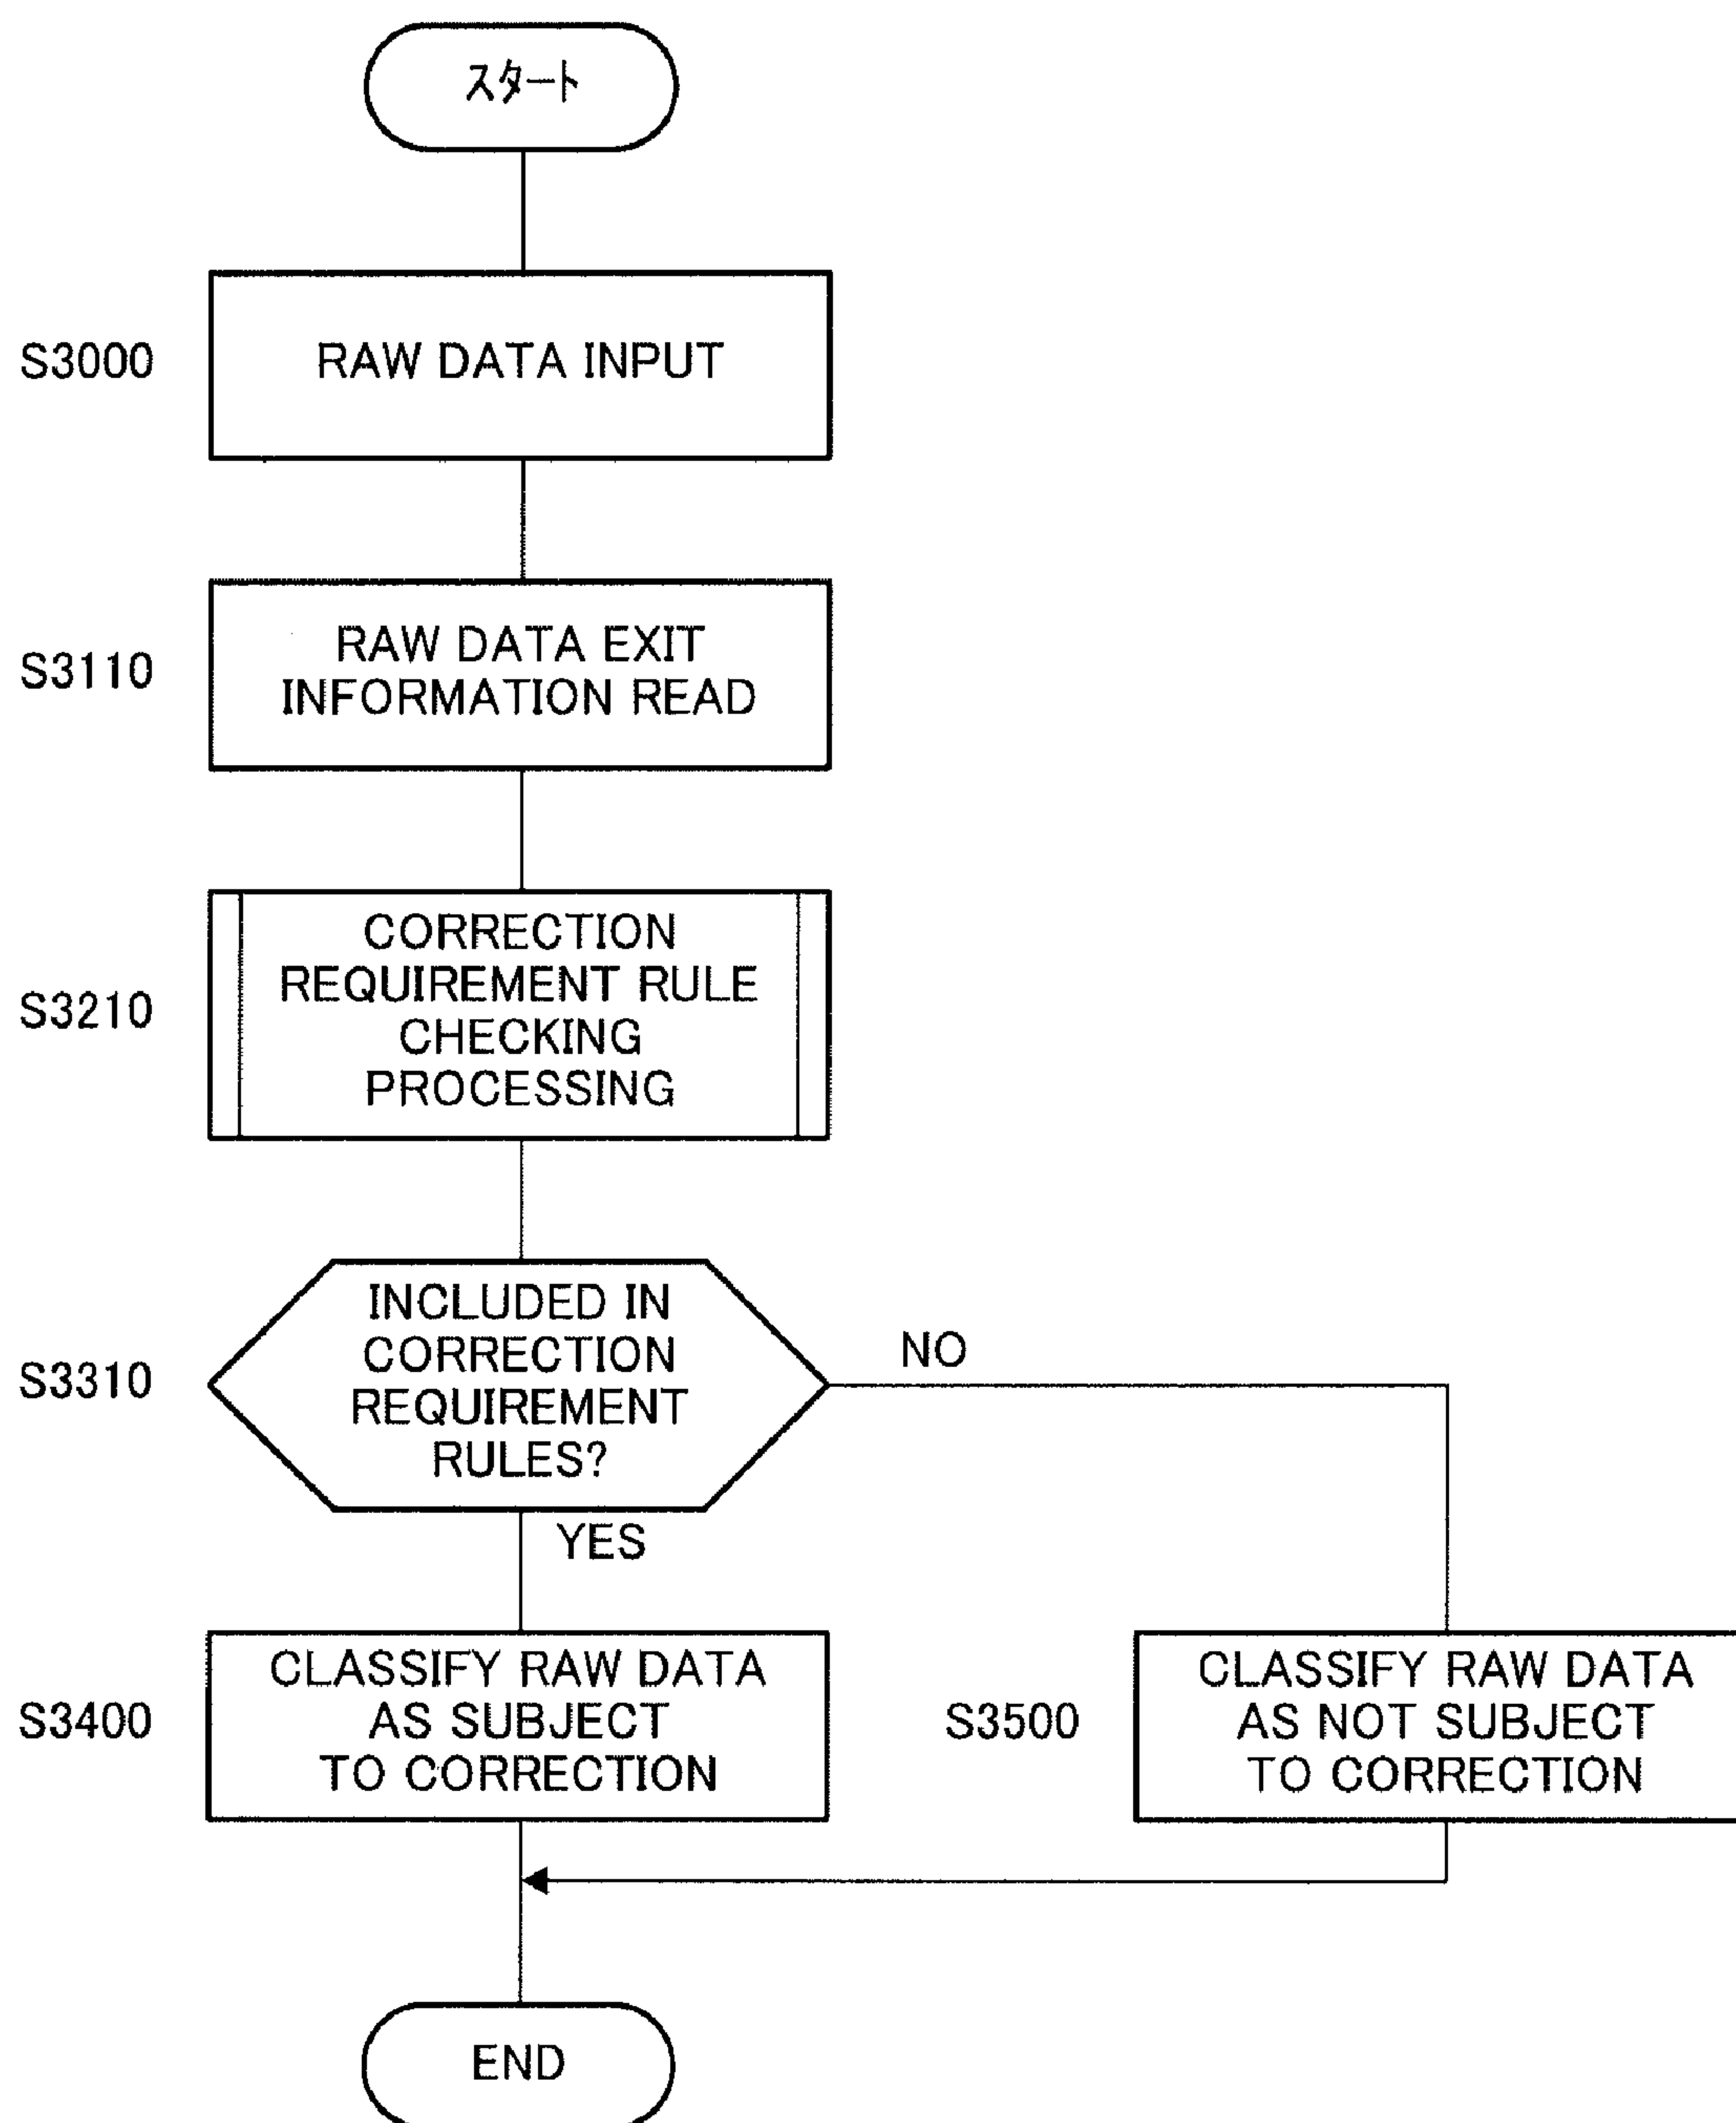 スタート
S3000
RAW DATA INPUT
S3110
RAW DATA EXIT
INFORMATION READ
S3210
CORRECTION
REQUIREMENT RULE
CHECKING
PROCESSING
S3310
INCLUDED IN
CORRECTION
REQUIREMENT
RULES?
NO
YES
S3400
CLASSIFY RAW DATA
AS SUBJECT
TO CORRECTION
S3500
CLASSIFY RAW DATA
AS NOT SUBJECT
TO CORRECTION
END